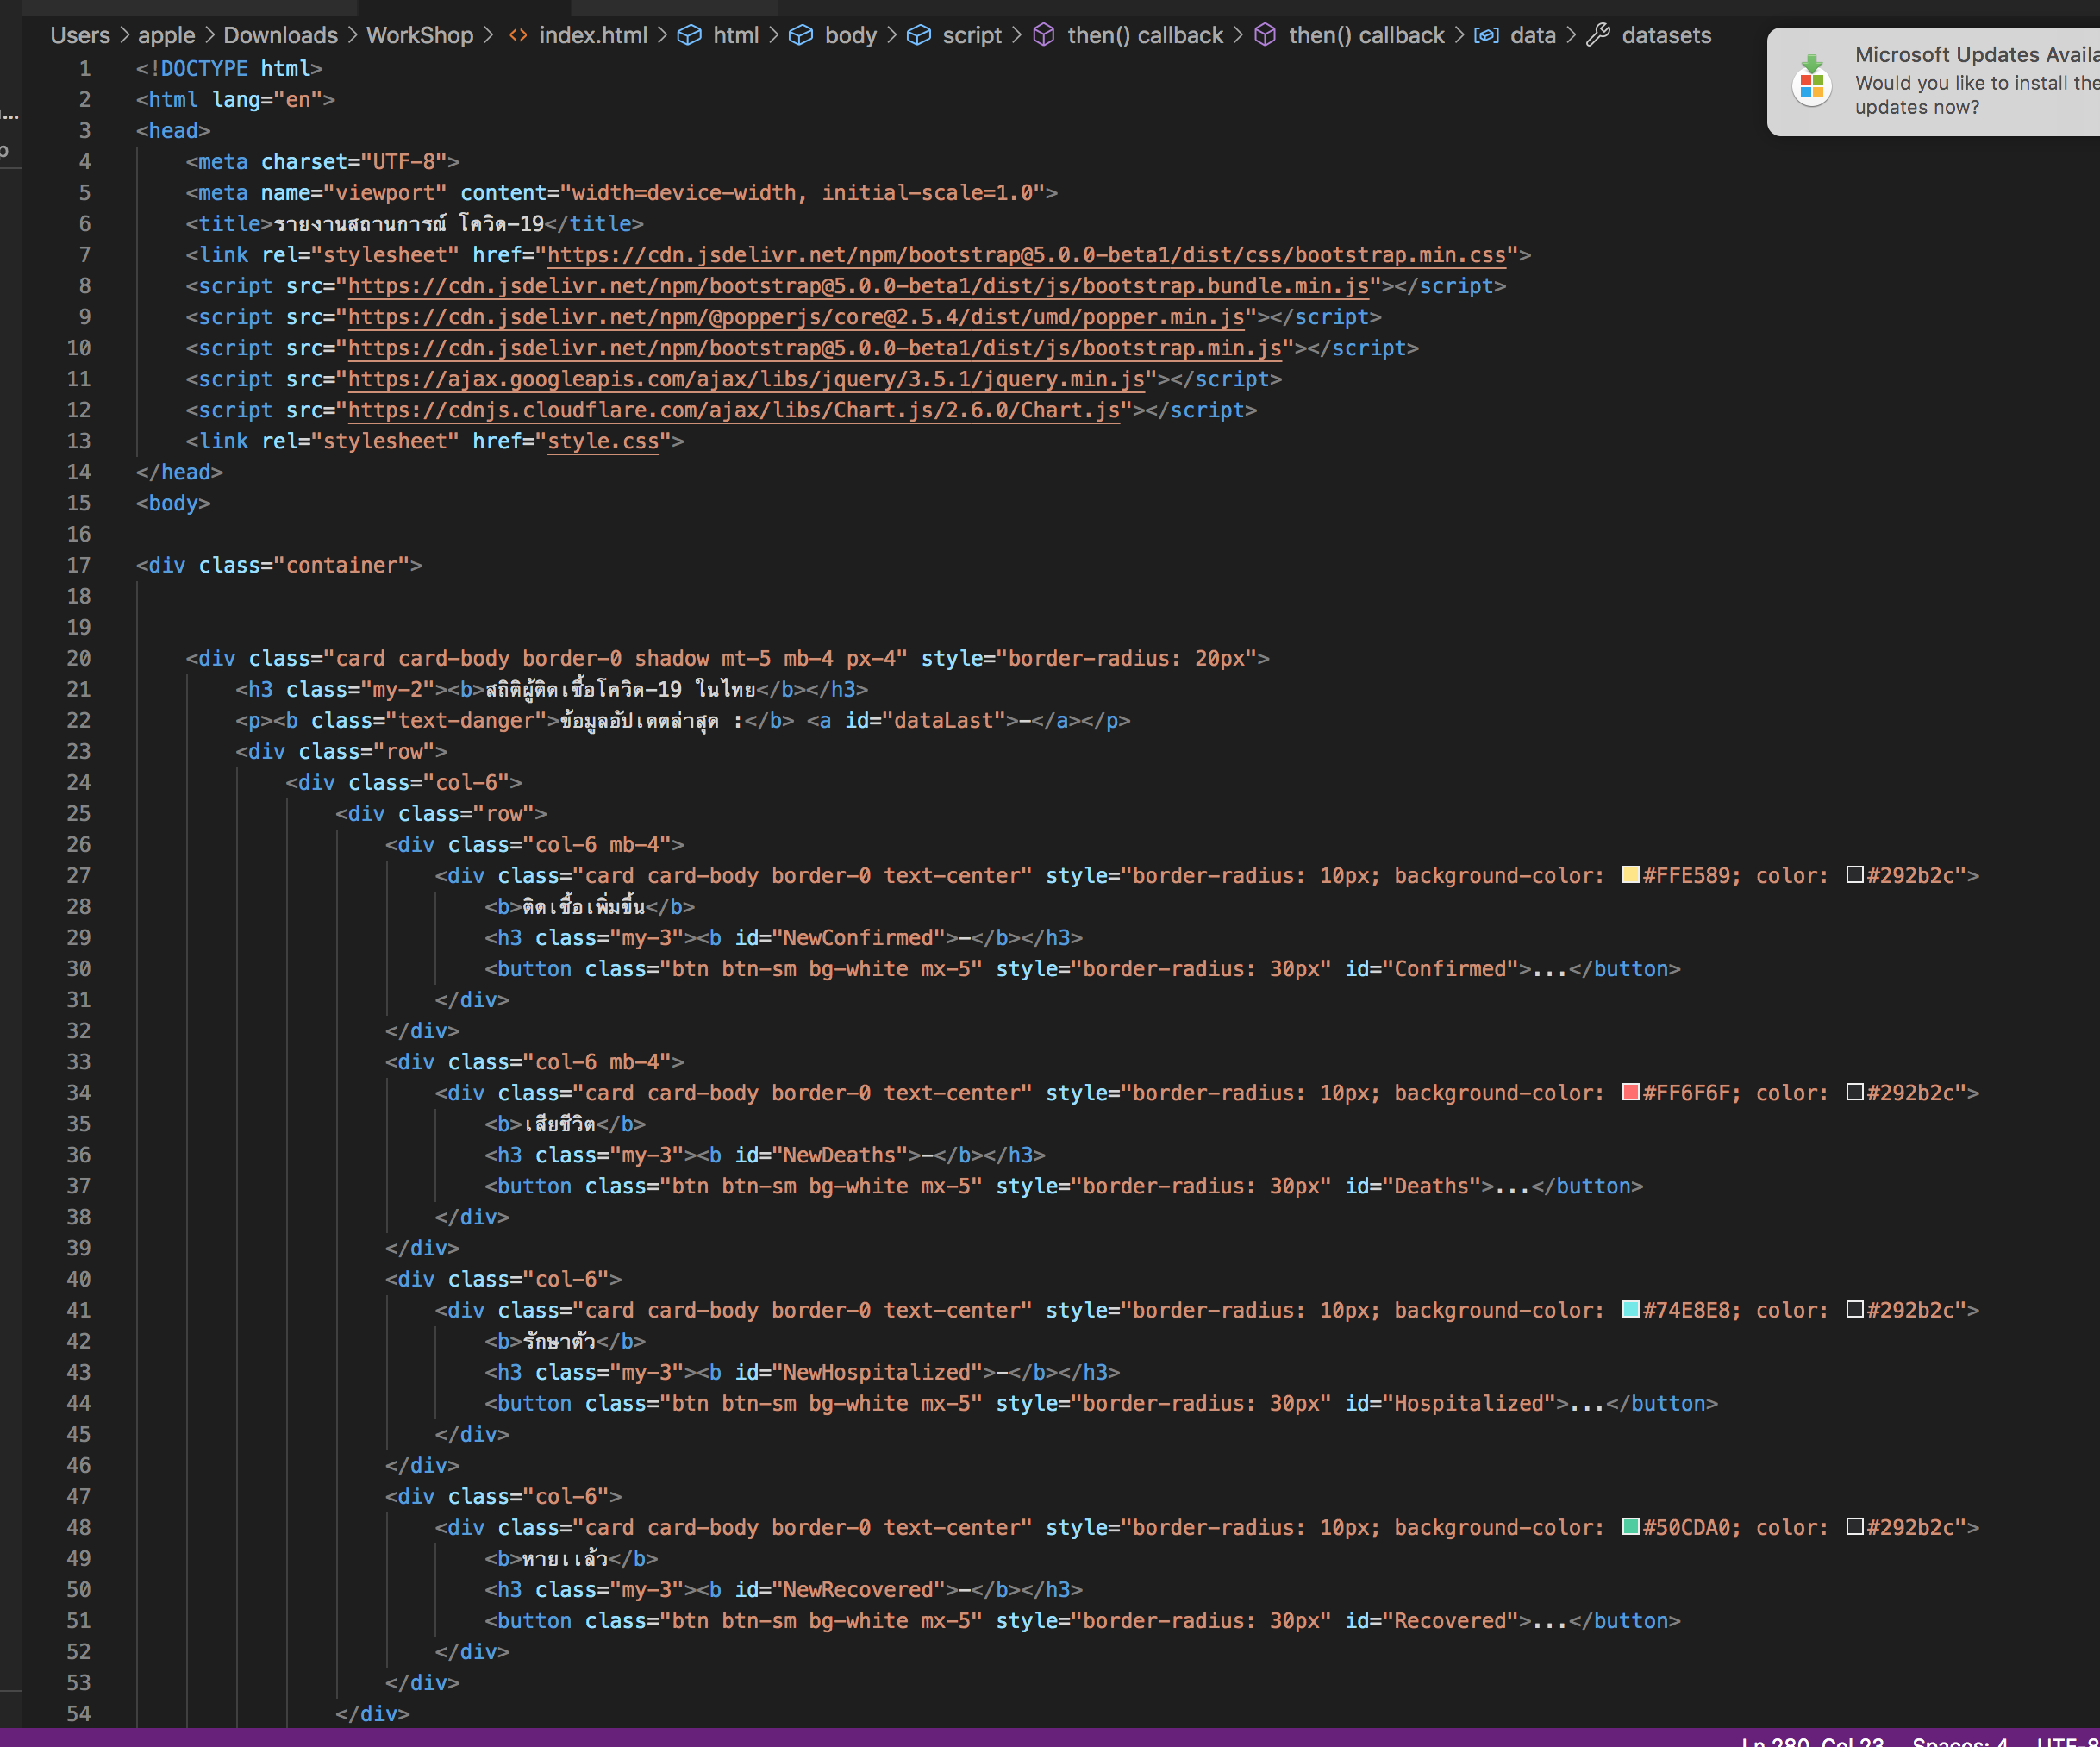 Users > apple > Downloads > WorkShop > <> index.html > html > body > script > then() callback > then() callback > data > datasets
Microsoft Updates Availa
Would you like to install the
updates now?
1 <!DOCTYPE html>
2 <html lang="en">
3 <head>
4 <meta charset="UTF-8">
5 <meta name="viewport" content="width=device-width, initial-scale=1.0">
6 <title>รายงานสถานการณ์ โควิด-19</title>
7 <link rel="stylesheet" href="https://cdn.jsdelivr.net/npm/bootstrap@5.0.0-beta1/dist/css/bootstrap.min.css">
8 <script src="https://cdn.jsdelivr.net/npm/bootstrap@5.0.0-beta1/dist/js/bootstrap.bundle.min.js"></script>
9 <script src="https://cdn.jsdelivr.net/npm/@popperjs/core@2.5.4/dist/umd/popper.min.js"></script>
10 <script src="https://cdn.jsdelivr.net/npm/bootstrap@5.0.0-beta1/dist/js/bootstrap.min.js"></script>
11 <script src="https://ajax.googleapis.com/ajax/libs/jquery/3.5.1/jquery.min.js"></script>
12 <script src="https://cdnjs.cloudflare.com/ajax/libs/Chart.js/2.6.0/Chart.js"></script>
13 <link rel="stylesheet" href="style.css">
14 </head>
15 <body>
16
17 <div class="container">
18
19
20 <div class="card card-body border-0 shadow mt-5 mb-4 px-4" style="border-radius: 20px">
21 <h3 class="my-2"><b>สถิติผู้ติดเชื้อโควิด-19 ในไทย</b></h3>
22 <p><b class="text-danger">ข้อมูลอัปเดตล่าสุด :</b> <a id="dataLast">-</a></p>
23 <div class="row">
24 <div class="col-6">
25 <div class="row">
26 <div class="col-6 mb-4">
27 <div class="card card-body border-0 text-center" style="border-radius: 10px; background-color: #FFE589; color: #292b2c">
28 <b>ติดเชื้อเพิ่มขึ้น</b>
29 <h3 class="my-3"><b id="NewConfirmed">-</b></h3>
30 <button class="btn btn-sm bg-white mx-5" style="border-radius: 30px" id="Confirmed">...</button>
31 </div>
32 </div>
33 <div class="col-6 mb-4">
34 <div class="card card-body border-0 text-center" style="border-radius: 10px; background-color: #FF6F6F; color: #292b2c">
35 <b>เสียชีวิต</b>
36 <h3 class="my-3"><b id="NewDeaths">-</b></h3>
37 <button class="btn btn-sm bg-white mx-5" style="border-radius: 30px" id="Deaths">...</button>
38 </div>
39 </div>
40 <div class="col-6">
41 <div class="card card-body border-0 text-center" style="border-radius: 10px; background-color: #74E8E8; color: #292b2c">
42 <b>รักษาตัว</b>
43 <h3 class="my-3"><b id="NewHospitalized">-</b></h3>
44 <button class="btn btn-sm bg-white mx-5" style="border-radius: 30px" id="Hospitalized">...</button>
45 </div>
46 </div>
47 <div class="col-6">
48 <div class="card card-body border-0 text-center" style="border-radius: 10px; background-color: #50CDA0; color: #292b2c">
49 <b>หายเเล้ว</b>
50 <h3 class="my-3"><b id="NewRecovered">-</b></h3>
51 <button class="btn btn-sm bg-white mx-5" style="border-radius: 30px" id="Recovered">...</button>
52 </div>
53 </div>
54 </div>
Ln 280, Col 23 Spaces: 4 UTF-8